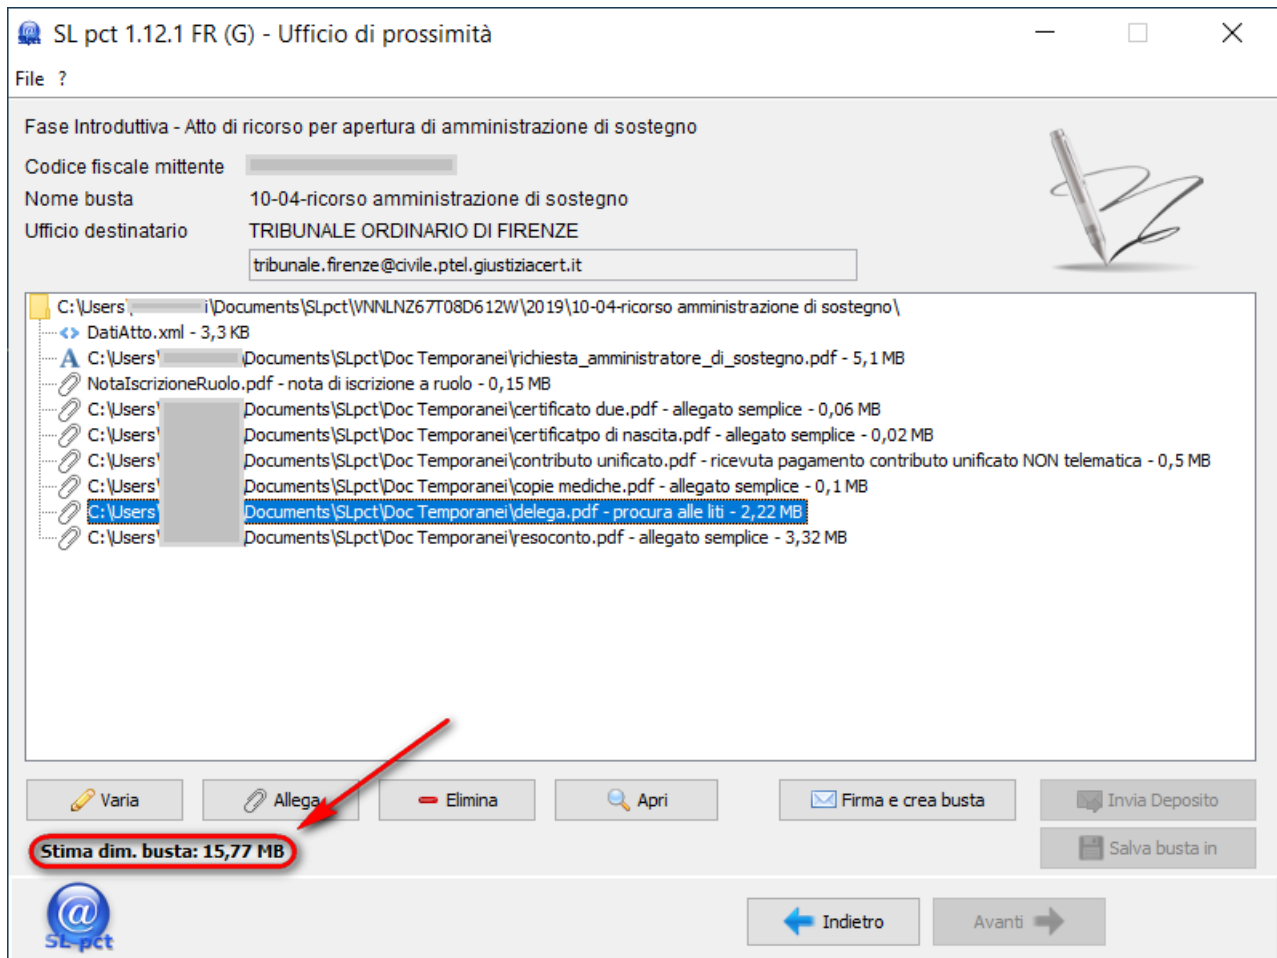 SL pct 1.12.1 FR (G) - Ufficio di prossimità
File ?
Fase Introduttiva - Atto di ricorso per apertura di amministrazione di sostegno
Codice fiscale mittente
Nome busta 10-04-ricorso amministrazione di sostegno
Ufficio destinatario TRIBUNALE ORDINARIO DI FIRENZE
tribunale.firenze@civile.ptel.giustiziacert.it
C:\Users\ i\Documents\SLpct\VNNLNZ67T08D612W\2019\10-04-ricorso amministrazione di sostegno\
<> DatiAtto.xml - 3,3 KB
A C:\Users\ \Documents\SLpct\Doc Temporanei\richiesta_amministratore_di_sostegno.pdf - 5,1 MB
NotaIscrizioneRuolo.pdf - nota di iscrizione a ruolo - 0,15 MB
C:\Users\ \Documents\SLpct\Doc Temporanei\certificato due.pdf - allegato semplice - 0,06 MB
C:\Users\ \Documents\SLpct\Doc Temporanei\certificatpo di nascita.pdf - allegato semplice - 0,02 MB
C:\Users\ \Documents\SLpct\Doc Temporanei\contributo unificato.pdf - ricevuta pagamento contributo unificato NON telematica - 0,5 MB
C:\Users\ \Documents\SLpct\Doc Temporanei\copie mediche.pdf - allegato semplice - 0,1 MB
C:\Users\ \Documents\SLpct\Doc Temporanei\delega.pdf - procura alle liti - 2,22 MB
C:\Users\ \Documents\SLpct\Doc Temporanei\resoconto.pdf - allegato semplice - 3,32 MB
Varia Allega Elimina Apri Firma e crea busta Invia Deposito
Stima dim. busta: 15,77 MB Salva busta in
@
SL pct
Indietro Avanti